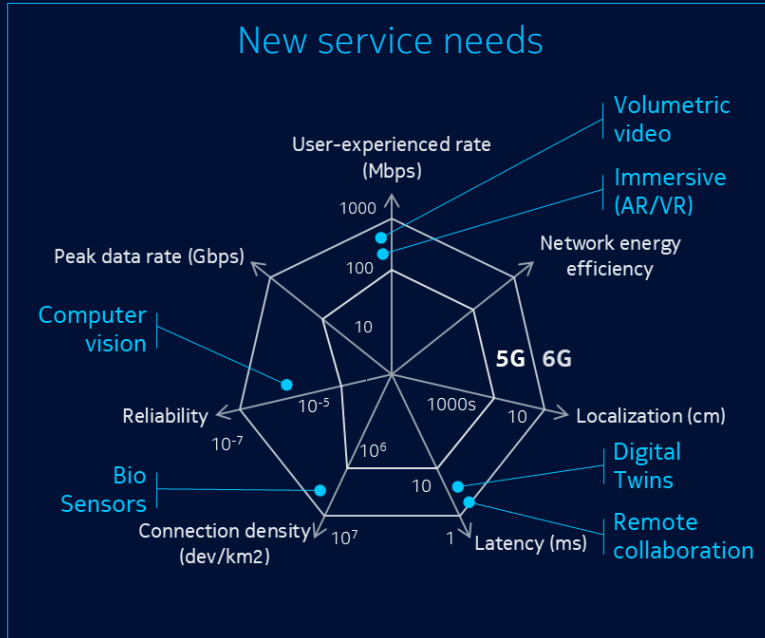 New service needs
Volumetric
video
User-experienced rate
(Mbps)
Immersive
(AR/VR)
1000
Network energy
efficiency
Peak data rate (Gbps)
100
Computer
vision
10
5G 6G
Reliability
10-5
1000s
10
Localization (cm)
10-7
10⁶
Digital
Twins
Bio
Sensors
10
Connection density
(dev/km2)
10⁷
1
Latency (ms)
Remote
collaboration